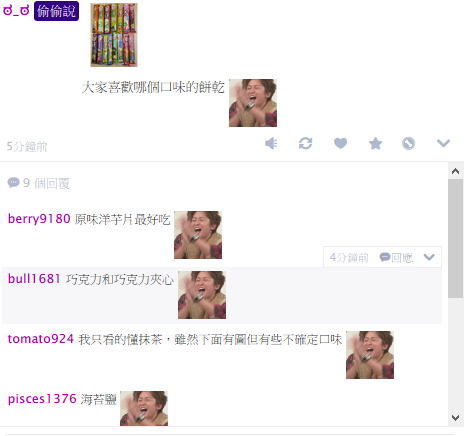 ಠ_ಠ 偷偷說
大家喜歡哪個口味的餅乾
5分鐘前
9 個回覆
berry9180 原味洋芋片最好吃
4分鐘前 回應
bull1681 巧克力和巧克力夾心
tomato924 我只看的懂抹茶，雖然下面有圖但有些不確定口味
pisces1376 海苔鹽